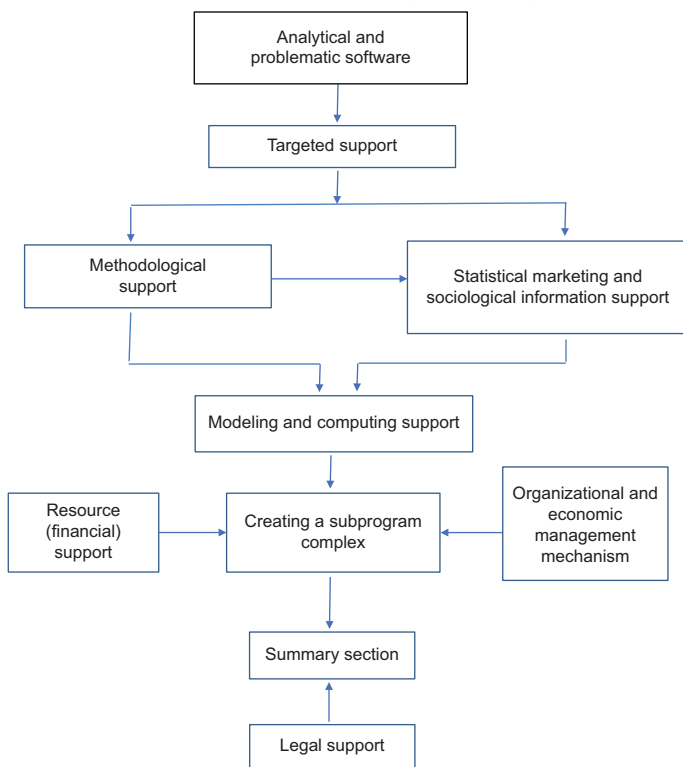 Analytical and
problematic software
Targeted support
Methodological
support
Statistical marketing and
sociological information support
Modeling and computing support
Resource
(financial)
support
Creating a subprogram
complex
Organizational and
economic
management
mechanism
Summary section
Legal support